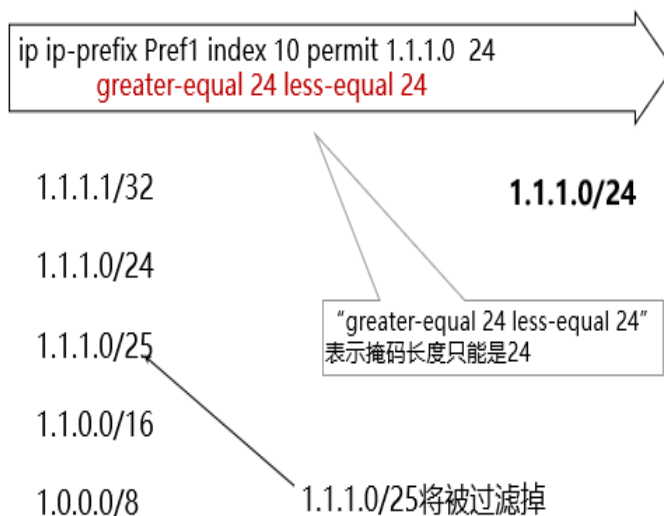 ip ip-prefix Pref1 index 10 permit 1.1.1.0 24
greater-equal 24 less-equal 24
1.1.1.1/32
1.1.1.0/24
1.1.1.0/24
“greater-equal 24 less-equal 24”
表示掩码长度只能是24
1.1.1.0/25
1.1.0.0/16
1.0.0.0/8
1.1.1.0/25将被过滤掉